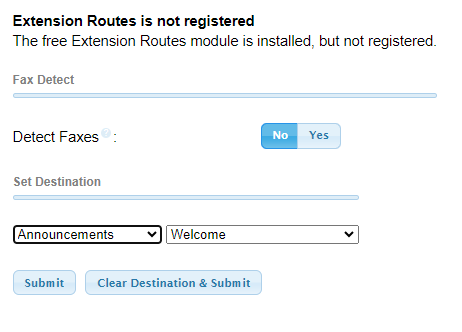 Extension Routes is not registered
The free Extension Routes module is installed, but not registered.
Fax Detect
Detect Faxes?: No Yes
Set Destination
Announcements Welcome
Submit Clear Destination & Submit